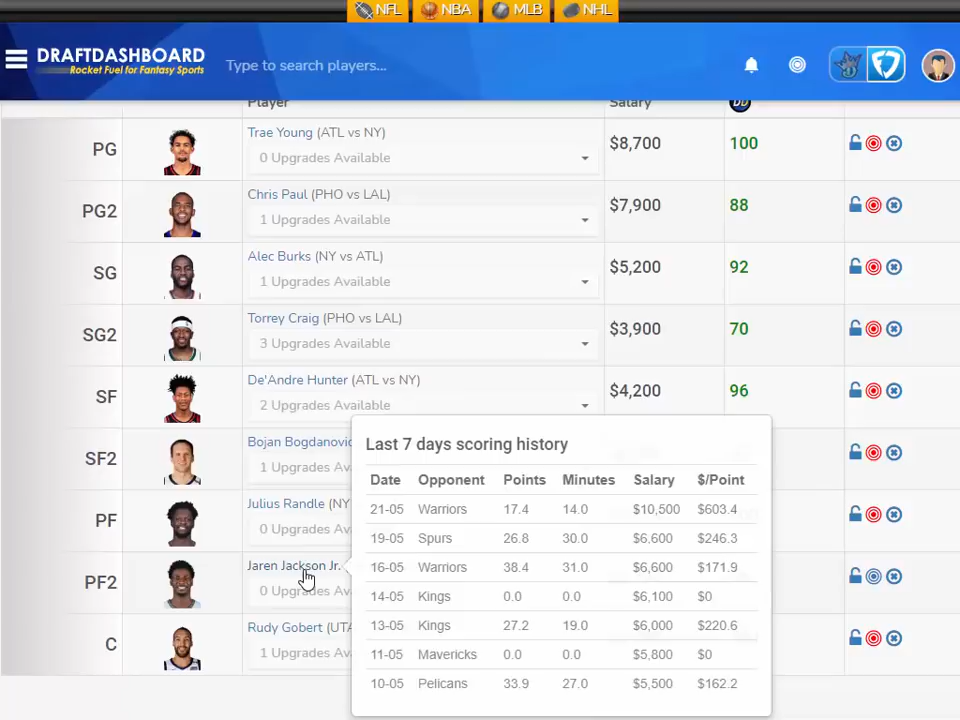 NFL NBA MLB NHL
DRAFTDASHBOARD
Rocket Fuel for Fantasy Sports
Type to search players...
Player Salary DD
PG Trae Young (ATL vs NY) $8,700 100
0 Upgrades Available
PG2 Chris Paul (PHO vs LAL) $7,900 88
1 Upgrades Available
SG Alec Burks (NY vs ATL) $5,200 92
1 Upgrades Available
SG2 Torrey Craig (PHO vs LAL) $3,900 70
3 Upgrades Available
SF De'Andre Hunter (ATL vs NY) $4,200 96
2 Upgrades Available
SF2 Bojan Bogdanovic
1 Upgrades Avail
PF Julius Randle (NY
0 Upgrades Avail
PF2 Jaren Jackson Jr.
0 Upgrades Avail
C Rudy Gobert (UTA
1 Upgrades Avail
Last 7 days scoring history
Date Opponent Points Minutes Salary $/Point
21-05 Warriors 17.4 14.0 $10,500 $603.4
19-05 Spurs 26.8 30.0 $6,600 $246.3
16-05 Warriors 38.4 31.0 $6,600 $171.9
14-05 Kings 0.0 0.0 $6,100 $0
13-05 Kings 27.2 19.0 $6,000 $220.6
11-05 Mavericks 0.0 0.0 $5,800 $0
10-05 Pelicans 33.9 27.0 $5,500 $162.2